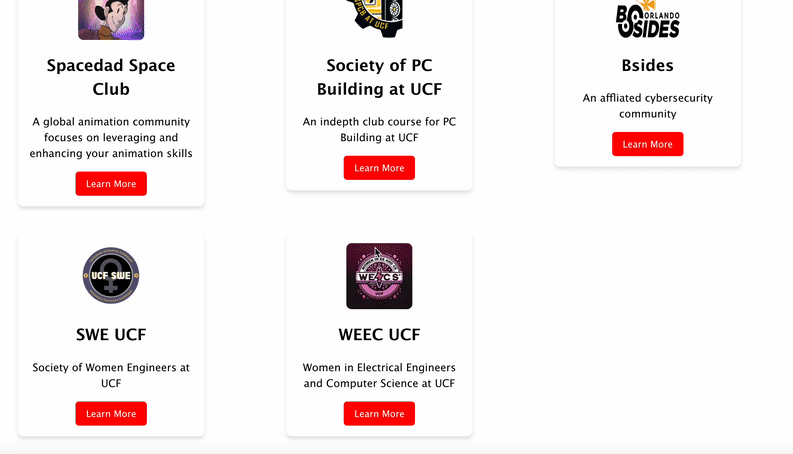 PCB AT UCF
ORLANDO
BSIDES
Spacedad Space
Club
Society of PC
Building at UCF
Bsides
A global animation community
focuses on leveraging and
enhancing your animation skills
An indepth club course for PC
Building at UCF
An affliated cybersecurity
community
Learn More
Learn More
Learn More
UCF SWE
WEECS
SWE UCF
WEEC UCF
Society of Women Engineers at
UCF
Women in Electrical Engineers
and Computer Science at UCF
Learn More
Learn More